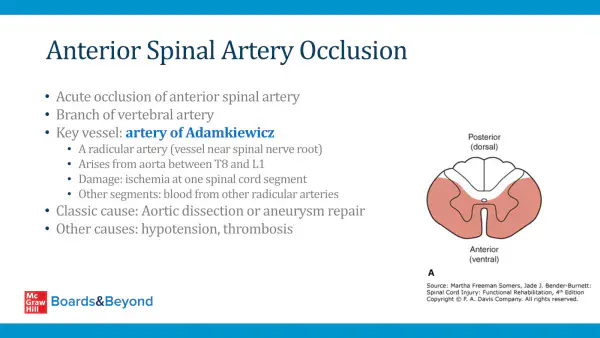 Anterior Spinal Artery Occlusion
• Acute occlusion of anterior spinal artery
• Branch of vertebral artery
• Key vessel: artery of Adamkiewicz
• A radicular artery (vessel near spinal nerve root)
• Arises from aorta between T8 and L1
• Damage: ischemia at one spinal cord segment
• Other segments: blood from other radicular arteries
• Classic cause: Aortic dissection or aneurysm repair
• Other causes: hypotension, thrombosis
Posterior
(dorsal)
Anterior
(ventral)
A
Source: Martha Freeman Somers, Jade J. Bender-Burnett:
Spinal Cord Injury: Functional Rehabilitation, 4th Edition
Copyright © F. A. Davis Company. All rights reserved.
Mc
Graw
Hill
Boards&Beyond